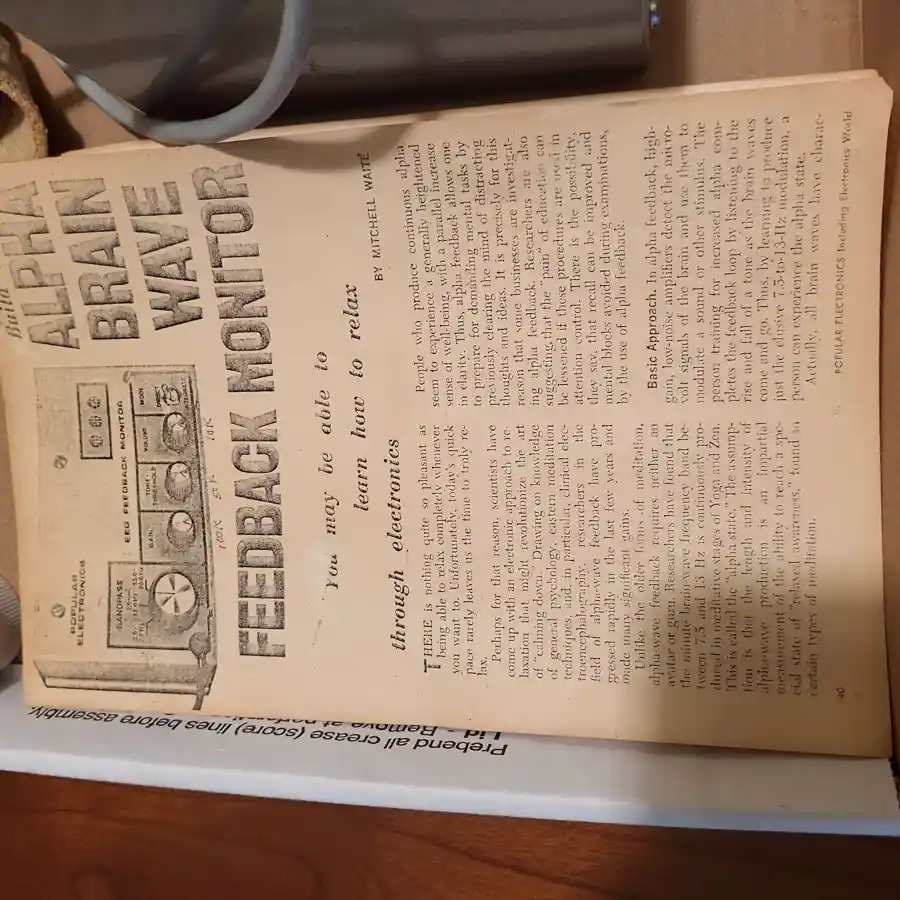 Build
ALPHA
BRAIN
WAVE
FEEDBACK MONITOR
POPULAR
ELECTRONICS
EEG FEEDBACK MONITOR
BANDPASS
GAIN
TONE
THRESHOLD
VOLUME
MODE
You may be able to
learn how to relax
through electronics
BY MITCHELL WAITE
THERE is nothing quite so pleasant as
being able to relax completely whenever
you want to. Unfortunately, today's quick
pace rarely leaves us the time to truly re-
lax.
Perhaps for that reason, scientists have
come up with an electronic approach to re-
laxation that might revolutionize the art
of "calming down." Drawing on knowledge
of general psychology, eastern meditation
techniques, and, in particular, clinical elec-
troencephalography, researchers in the
field of alpha-wave feedback have pro-
gressed rapidly in the last few years and
made many significant gains.
Unlike the older forms of meditation,
alpha-wave feedback requires neither an
avatar or guru. Researchers have found that
the minute brain-wave frequency band be-
tween 7.5 and 13 Hz is continuously pro-
duced in meditative stages of Yoga and Zen.
This is called the "alpha state." The assump-
tion is that the length and intensity of
alpha-wave production is an impartial
measurement of the ability to reach a spe-
cial state of "relaxed awareness," found in
certain types of meditation.
People who produce continuous alpha
seem to experience a generally heightened
sense of well-being, with a parallel increase
in clarity. Thus, alpha feedback allows one
to prepare for demanding mental tasks by
previously clearing the mind of distracting
thoughts and ideas. It is precisely for this
reason that some businesses are investigat-
ing alpha feedback. Researchers are also
suggesting that the "pain" of education can
be lessened if these procedures are used in
attention control. There is the possibility,
they say, that recall can be improved and
mental blocks avoided during examinations,
by the use of alpha feedback.
Basic Approach. In alpha feedback, high-
gain, low-noise amplifiers detect the micro-
volt signals of the brain and use them to
modulate a sound or other stimulus. The
person training for increased alpha com-
pletes the feedback loop by listening to the
rise and fall of a tone as the brain waves
come and go. Thus, by learning to produce
just the elusive 7.5-to-13-Hz modulation, a
person can experience the alpha state.
Actually, all brain waves have charac-
40
POPULAR ELECTRONICS Including Electronics World
Prebend all crease (score) lines before assembly.